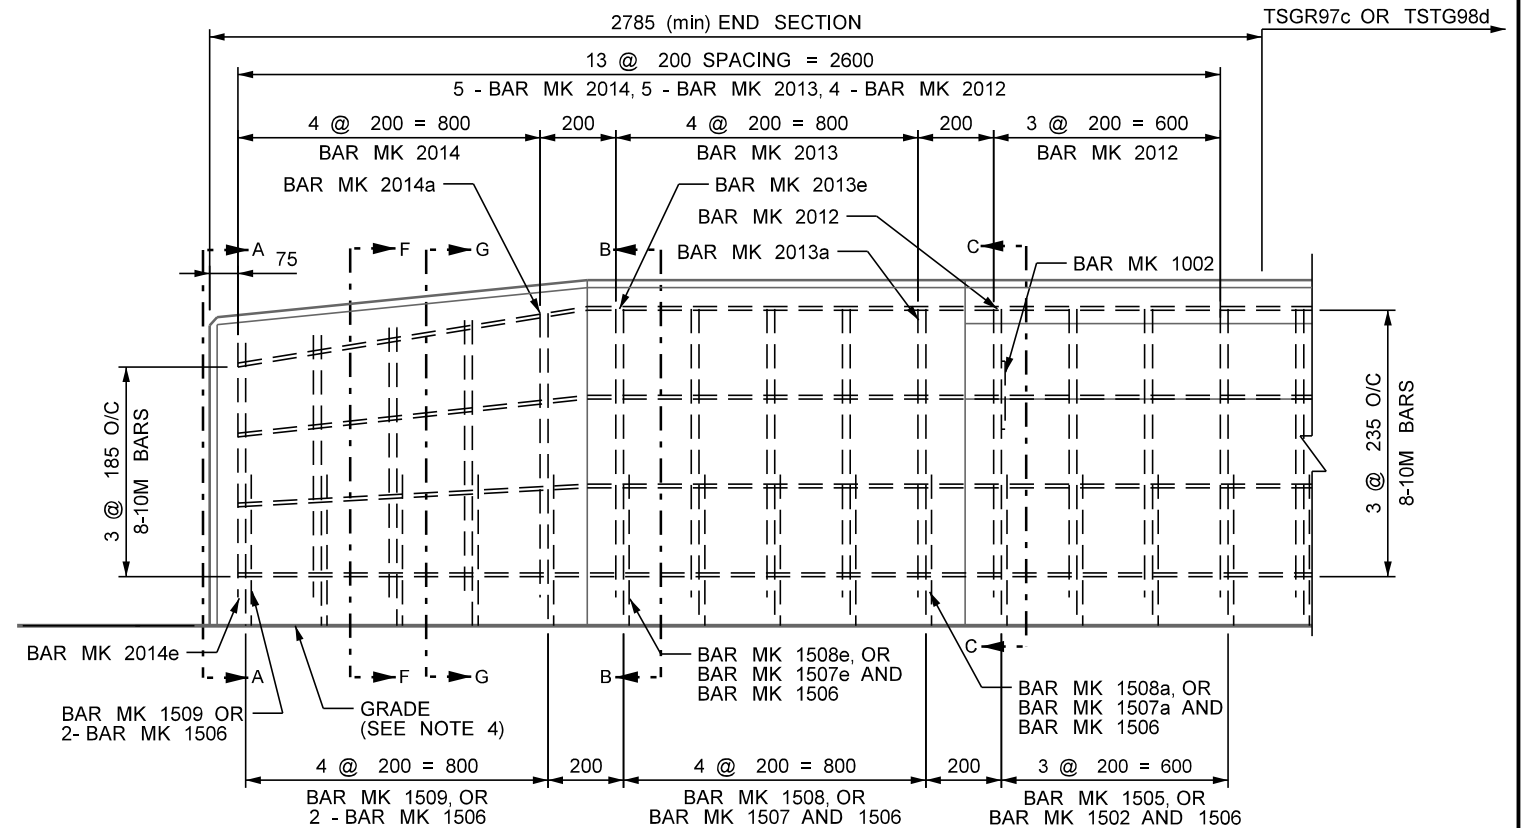 TSGR97c OR TSTG98d
2785 (min) END SECTION
13 @ 200 SPACING = 2600
5 - BAR MK 2014, 5 - BAR MK 2013, 4 - BAR MK 2012
4 @ 200 = 800
200
4 @ 200 = 800
200
3 @ 200 = 600
BAR MK 2014
BAR MK 2013
BAR MK 2012
BAR MK 2014a
BAR MK 2013e
BAR MK 2012
BAR MK 2013a
BAR MK 1002
A
F
G
B
C
75
3 @ 185 O/C
8-10M BARS
3 @ 235 O/C
8-10M BARS
BAR MK 2014e
A
F
G
B
C
BAR MK 1509 OR
2- BAR MK 1506
GRADE
(SEE NOTE 4)
BAR MK 1508e, OR
BAR MK 1507e AND
BAR MK 1506
BAR MK 1508a, OR
BAR MK 1507a AND
BAR MK 1506
4 @ 200 = 800
200
4 @ 200 = 800
200
3 @ 200 = 600
BAR MK 1509, OR
2 - BAR MK 1506
BAR MK 1508, OR
BAR MK 1507 AND 1506
BAR MK 1505, OR
BAR MK 1502 AND 1506